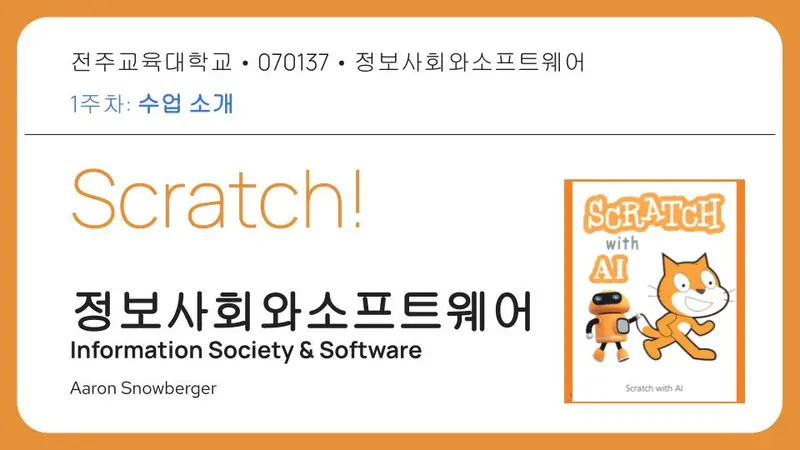 전주교육대학교 • 070137 • 정보사회와소프트웨어
1주차: 수업 소개
Scratch!
정보사회와소프트웨어
Information Society & Software
Aaron Snowberger
SCRATCH
with
AI
Scratch with AI